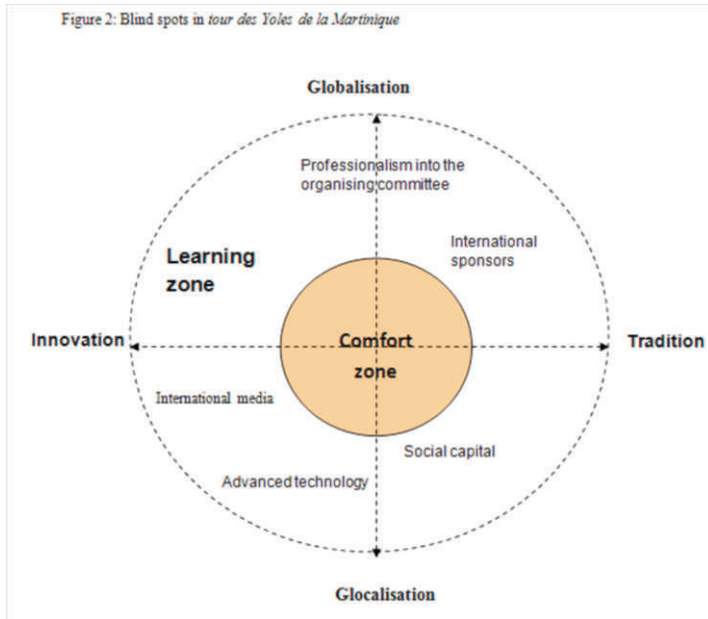 Figure 2: Blind spots in tour des Yoles de la Martinique
Globalisation
Professionalism into the
organising committee
International
sponsors
Learning
zone
Innovation
Comfort
zone
Tradition
International media
Social capital
Advanced technology
Glocalisation